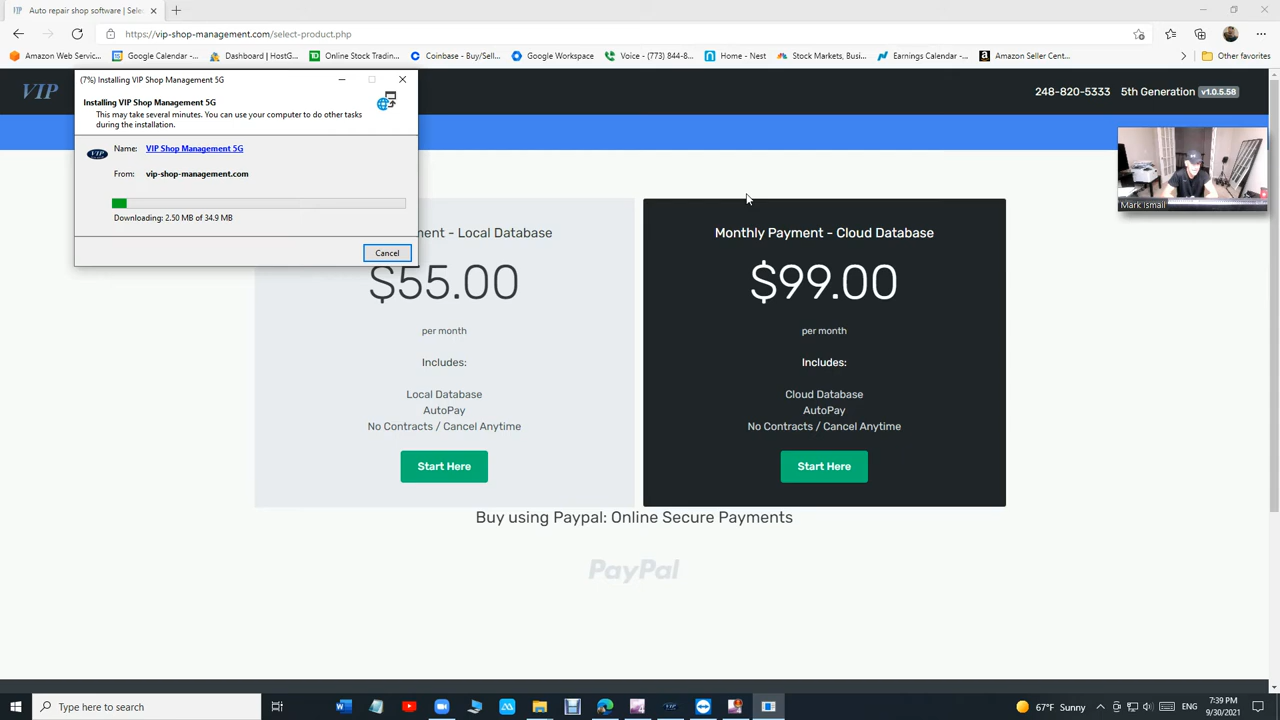 Auto repair shop software | Selec
https://vip-shop-management.com/select-product.php
Amazon Web Servic...
Google Calendar -...
Dashboard | HostG...
Online Stock Tradin...
Coinbase - Buy/Sell...
Google Workspace
Voice - (773) 844-8...
Home - Nest
Stock Markets, Busi...
Earnings Calendar -...
Amazon Seller Cent...
Other favorites
VIP
248-820-5333
5th Generation v1.0.5.58
(7%) Installing VIP Shop Management 5G
Installing VIP Shop Management 5G
This may take several minutes. You can use your computer to do other tasks
during the installation.
Name: VIP Shop Management 5G
From: vip-shop-management.com
Downloading: 2.50 MB of 34.9 MB
Cancel
Mark Ismail
ment - Local Database
$55.00
per month
Includes:
Local Database
AutoPay
No Contracts / Cancel Anytime
Start Here
Monthly Payment - Cloud Database
$99.00
per month
Includes:
Cloud Database
AutoPay
No Contracts / Cancel Anytime
Start Here
Buy using Paypal: Online Secure Payments
PayPal
Type here to search
67°F Sunny
ENG
7:39 PM
9/30/2021